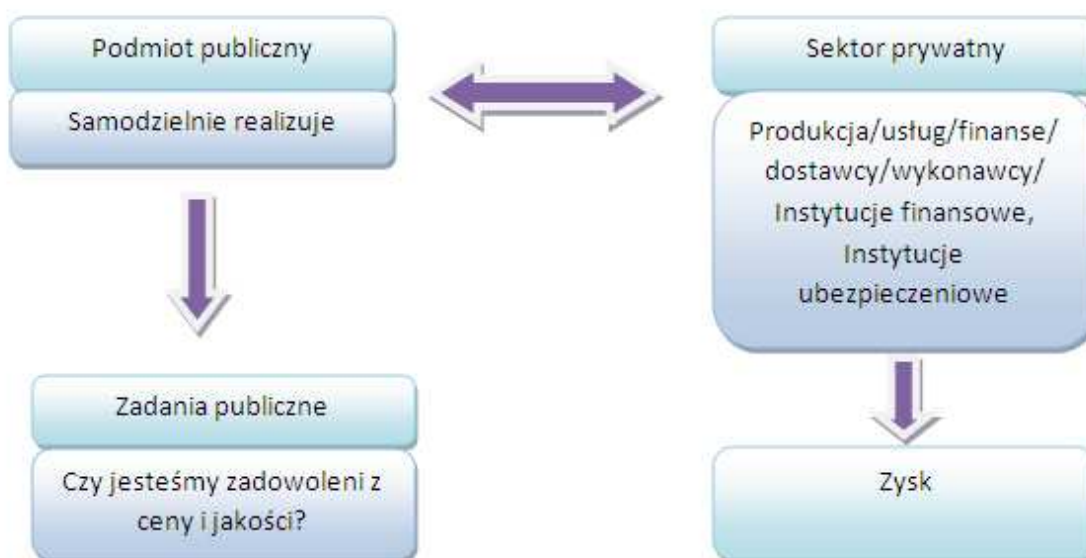 Podmiot publiczny
Samodzielnie realizuje
Sektor prywatny
Produkcja/usług/finanse/
dostawcy/wykonawcy/
Instytucje finansowe,
Instytucje
ubezpieczeniowe
Zadania publiczne
Czy jesteśmy zadowoleni z
ceny i jakości?
Zysk